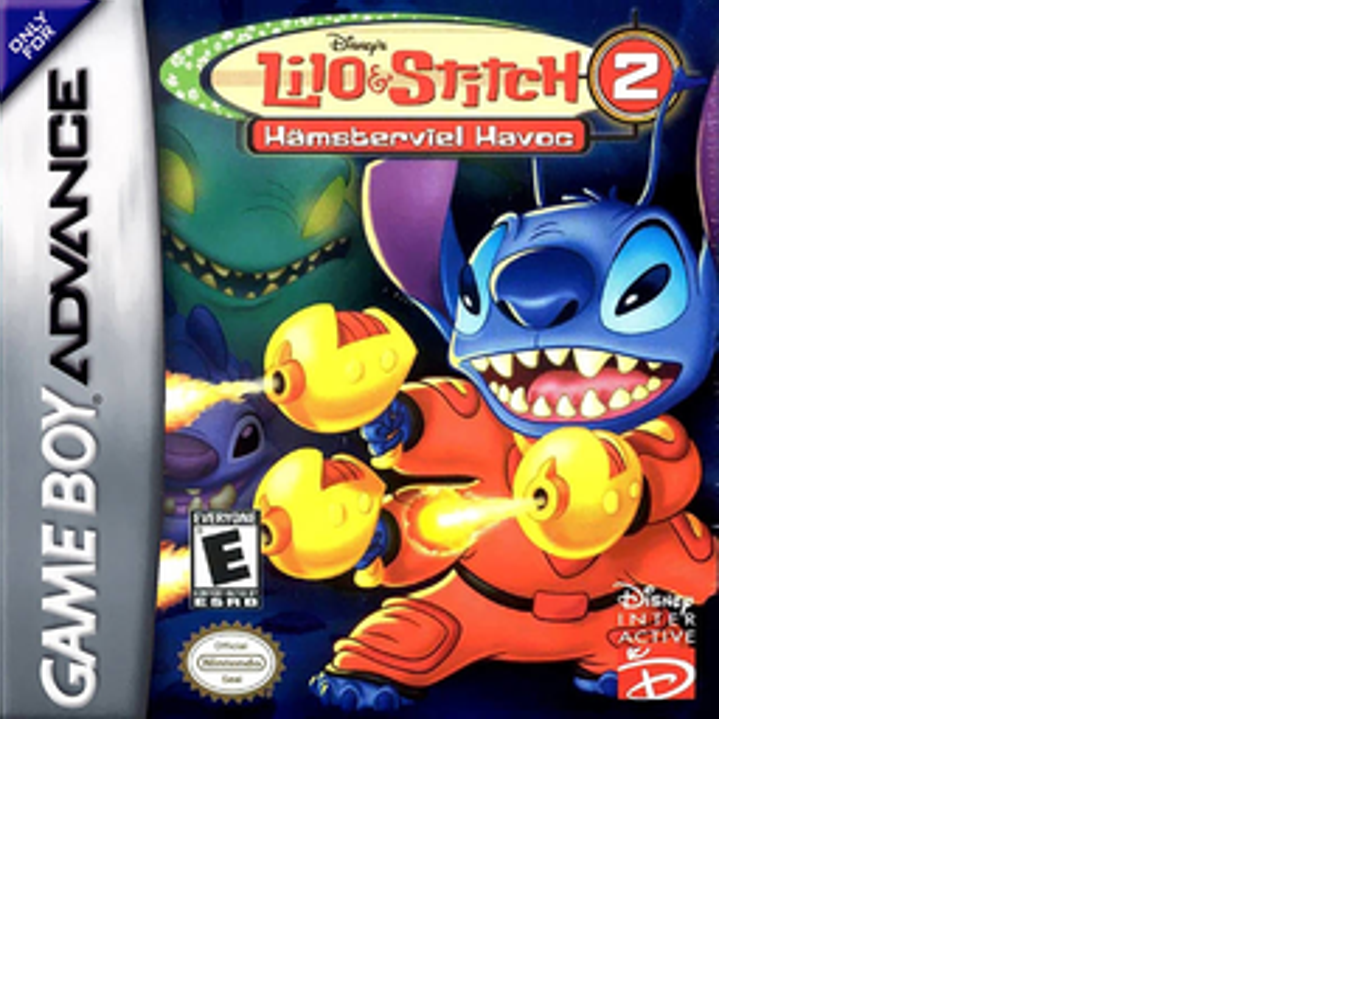 ONLY
FOR
GAME BOY ADVANCE
Disney's
Lilo & Stitch 2
Hämsterviel Havoc
EVERYONE
E
ESRB
Official
Nintendo
Seal
Disney
INTER
ACTIVE
D